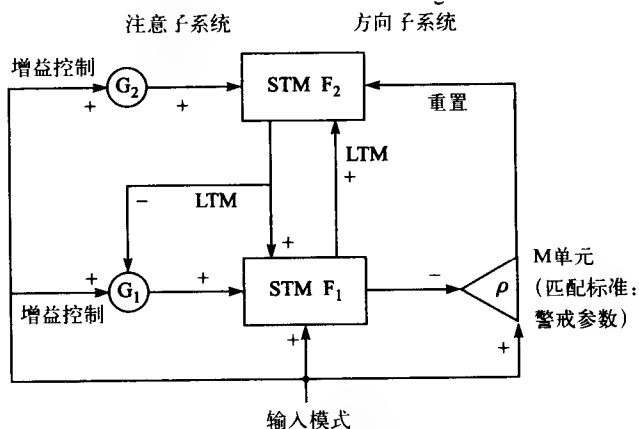 注意子系统
方向子系统
增益控制
G2
+
+
STM F2
重置
LTM
+
−
LTM
+
M单元
(匹配标准:
警戒参数)
+
G1
+
STM F1
−
ρ
增益控制
+
+
输入模式